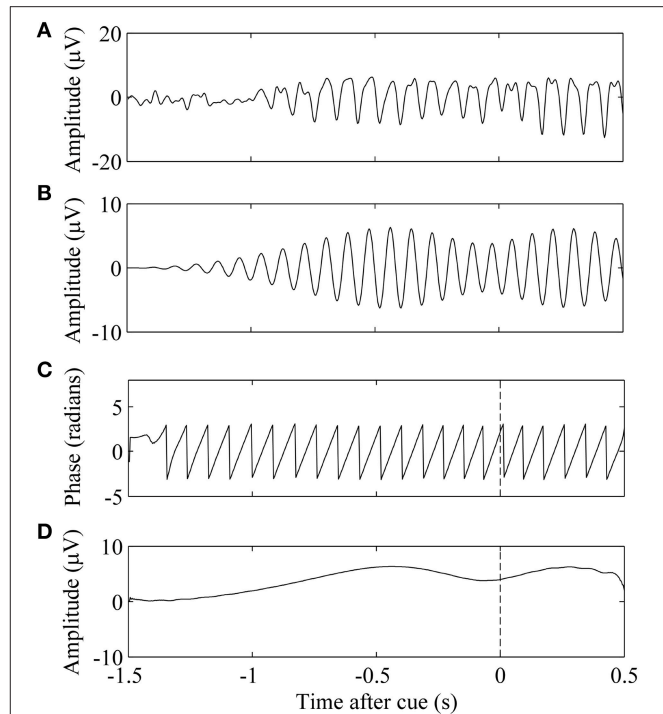 A
Amplitude (μV)
20
0
-20
B
Amplitude (μV)
10
0
-10
C
Phase (radians)
5
0
-5
D
Amplitude (μV)
10
0
-10
-1.5
-1
-0.5
0
0.5
Time after cue (s)